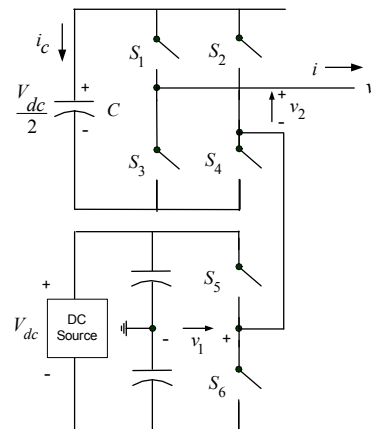 i_c
S_1
S_2
i
V_dc/2
+
-
C
+
v_2
-
v
S_3
S_4
S_5
+
V_dc
-
DC
Source
-
v_1
+
S_6